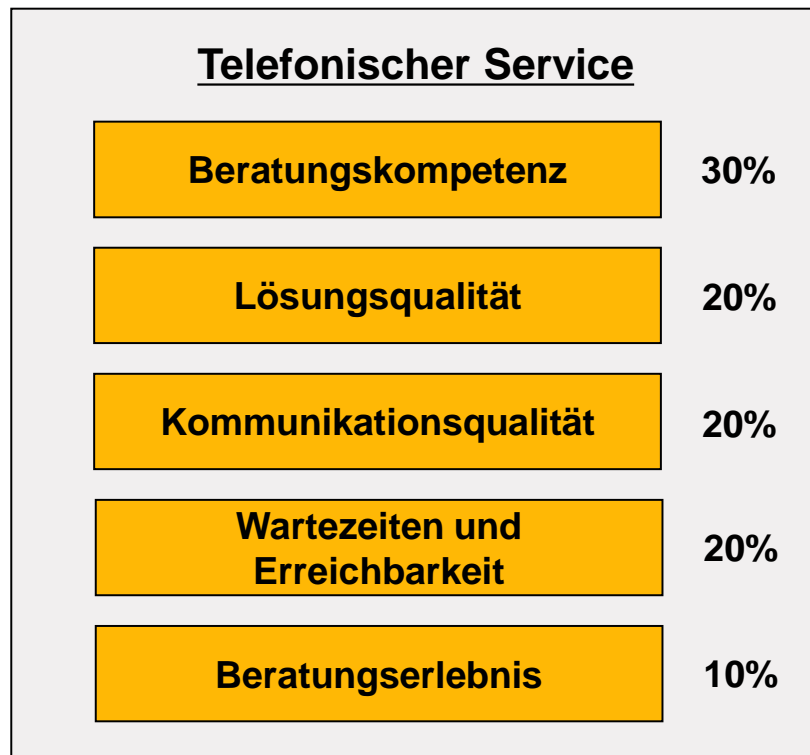 Telefonischer Service
Beratungskompetenz 30%
Lösungsqualität 20%
Kommunikationsqualität 20%
Wartezeiten und
Erreichbarkeit 20%
Beratungserlebnis 10%